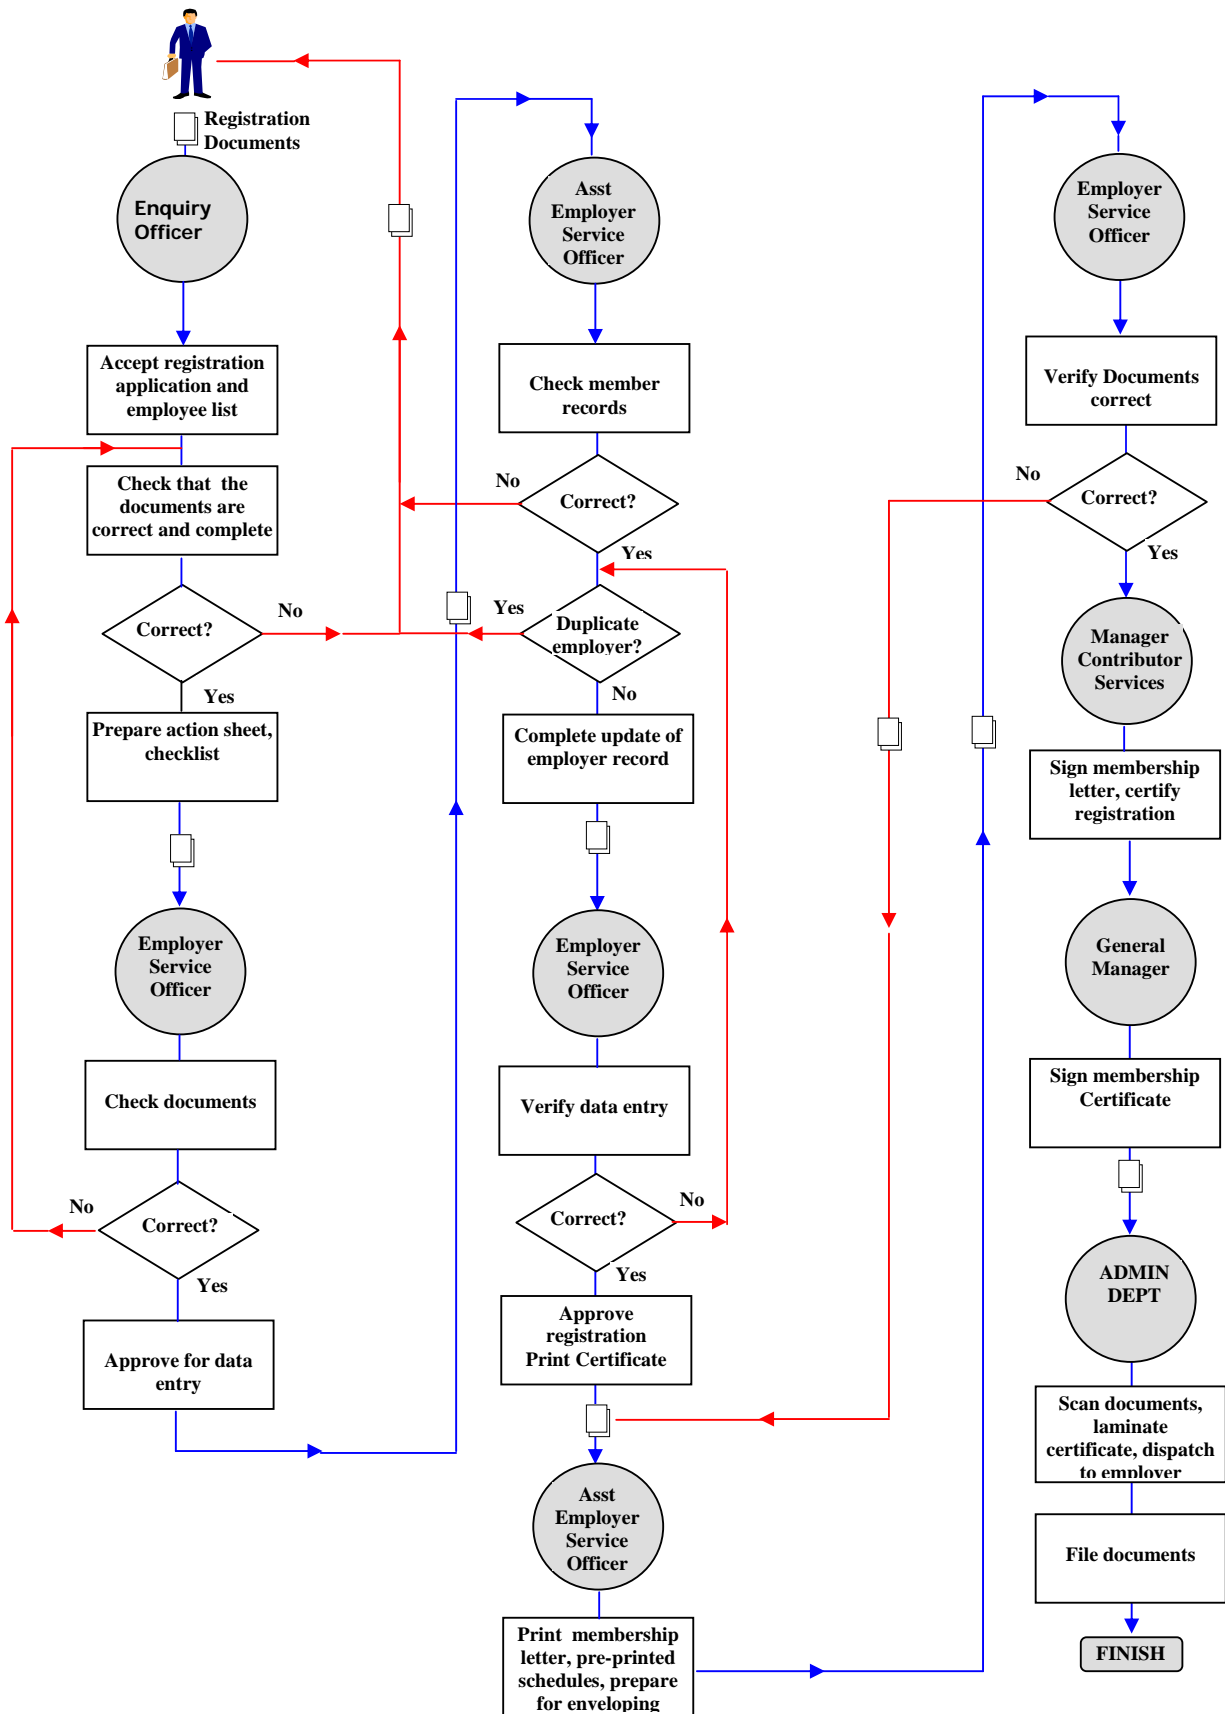 Registration
Documents
Enquiry
Officer
Accept registration
application and
employee list
Check that the
documents are
correct and complete
Correct?
No
Yes
Prepare action sheet,
checklist
Employer
Service
Officer
Check documents
No
Correct?
Yes
Approve for data
entry
Asst
Employer
Service
Officer
Check member
records
No
Correct?
Yes
Yes
Duplicate
employer?
No
Complete update of
employer record
Employer
Service
Officer
Verify data entry
Correct?
No
Yes
Approve
registration
Print Certificate
Asst
Employer
Service
Officer
Print membership
letter, pre-printed
schedules, prepare
for enveloping
Employer
Service
Officer
Verify Documents
correct
No
Correct?
Yes
Manager
Contributor
Services
Sign membership
letter, certify
registration
General
Manager
Sign membership
Certificate
ADMIN
DEPT
Scan documents,
laminate
certificate, dispatch
to employer
File documents
FINISH